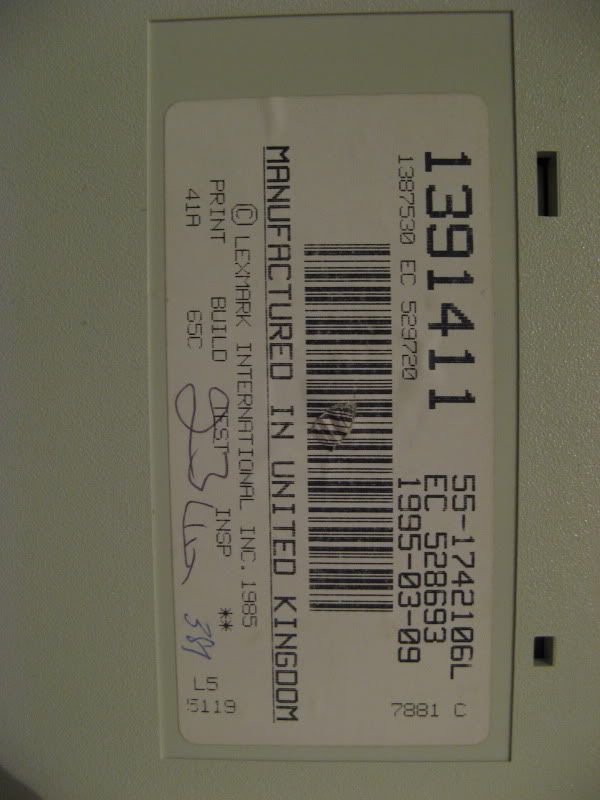 1391411
55-1742106L
EC 528693
1387530 EC 529720
1995-03-09
7881 C
MANUFACTURED IN UNITED KINGDOM
© LEXMARK INTERNATIONAL INC. 1985
PRINT BUILD TEST INSP **
41A 65C
L5
5119